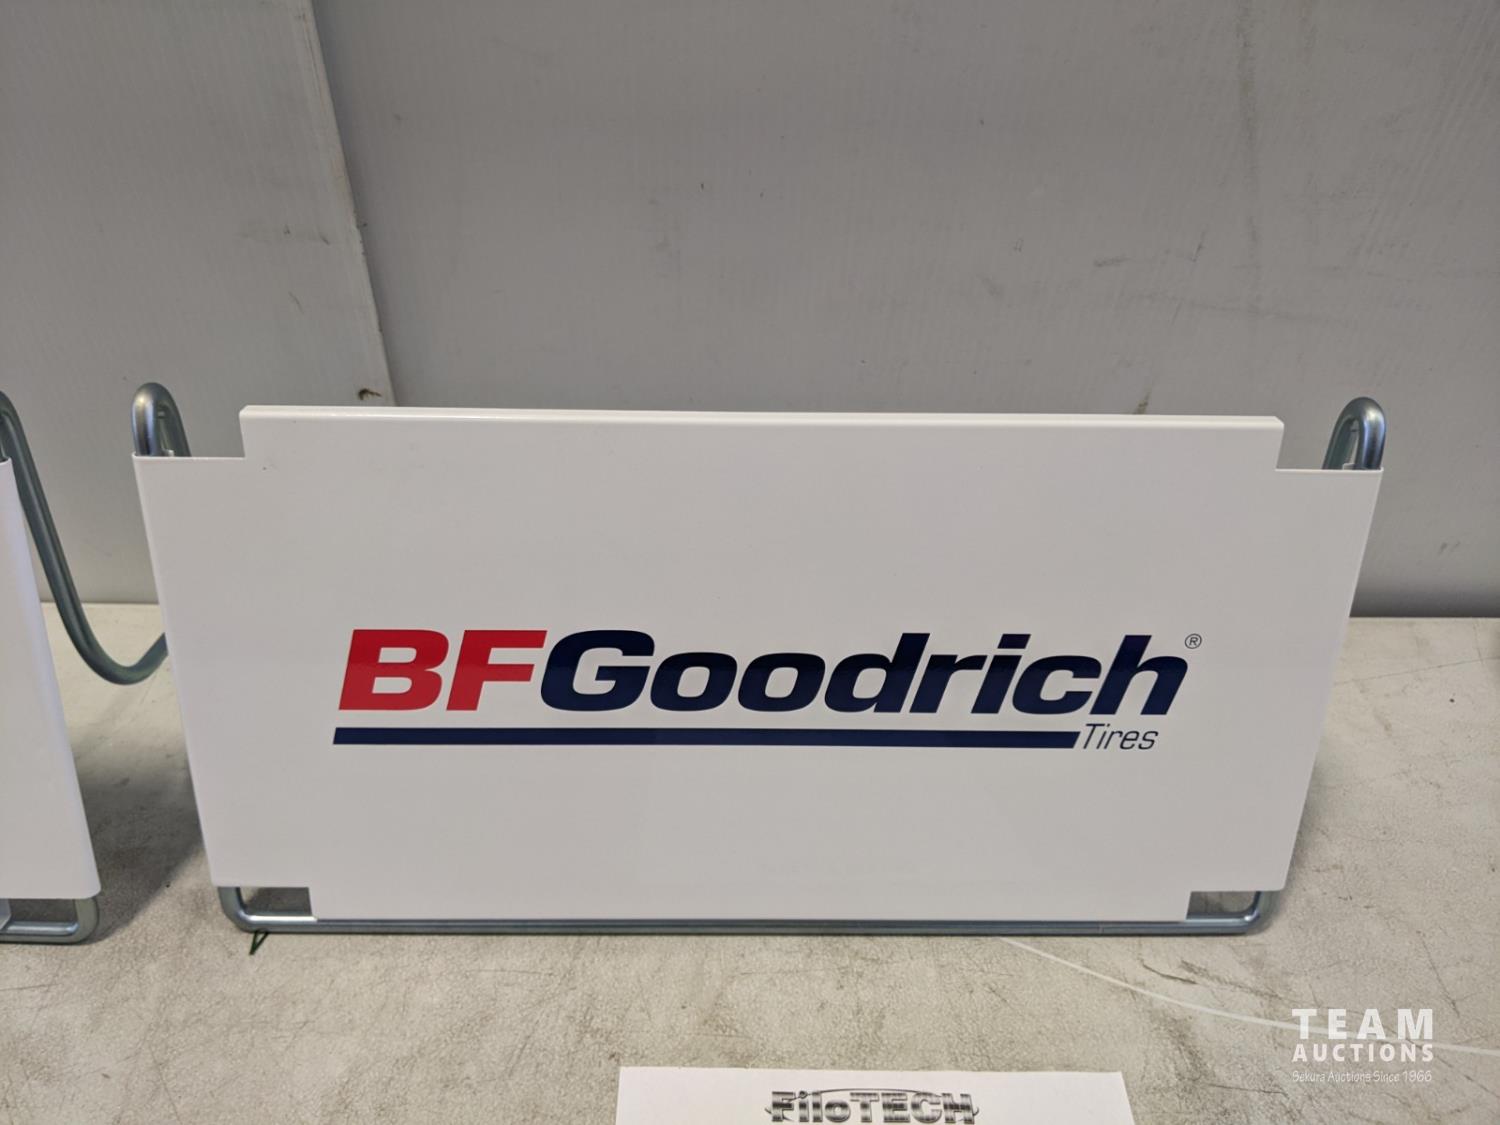 BFGoodrich®
Tires
TEAM
AUCTIONS
Sekura Auctions Since 1966
FiloTECH